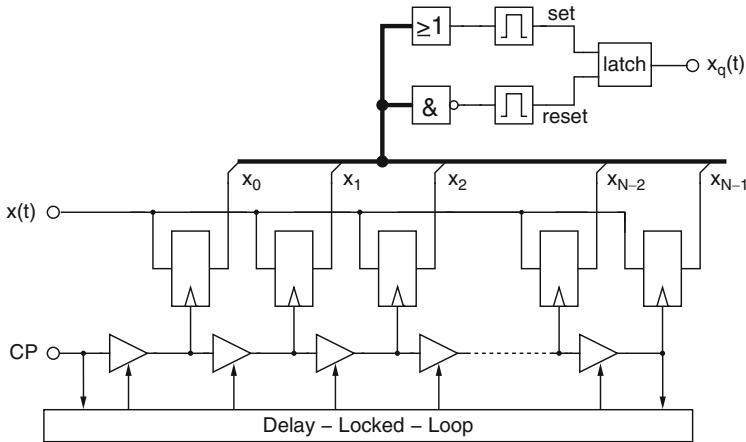 ≥1
set
latch
x_q(t)
&
reset
x_0
x_1
x_2
x_{N−2}
x_{N−1}
x(t)
CP
Delay – Locked – Loop